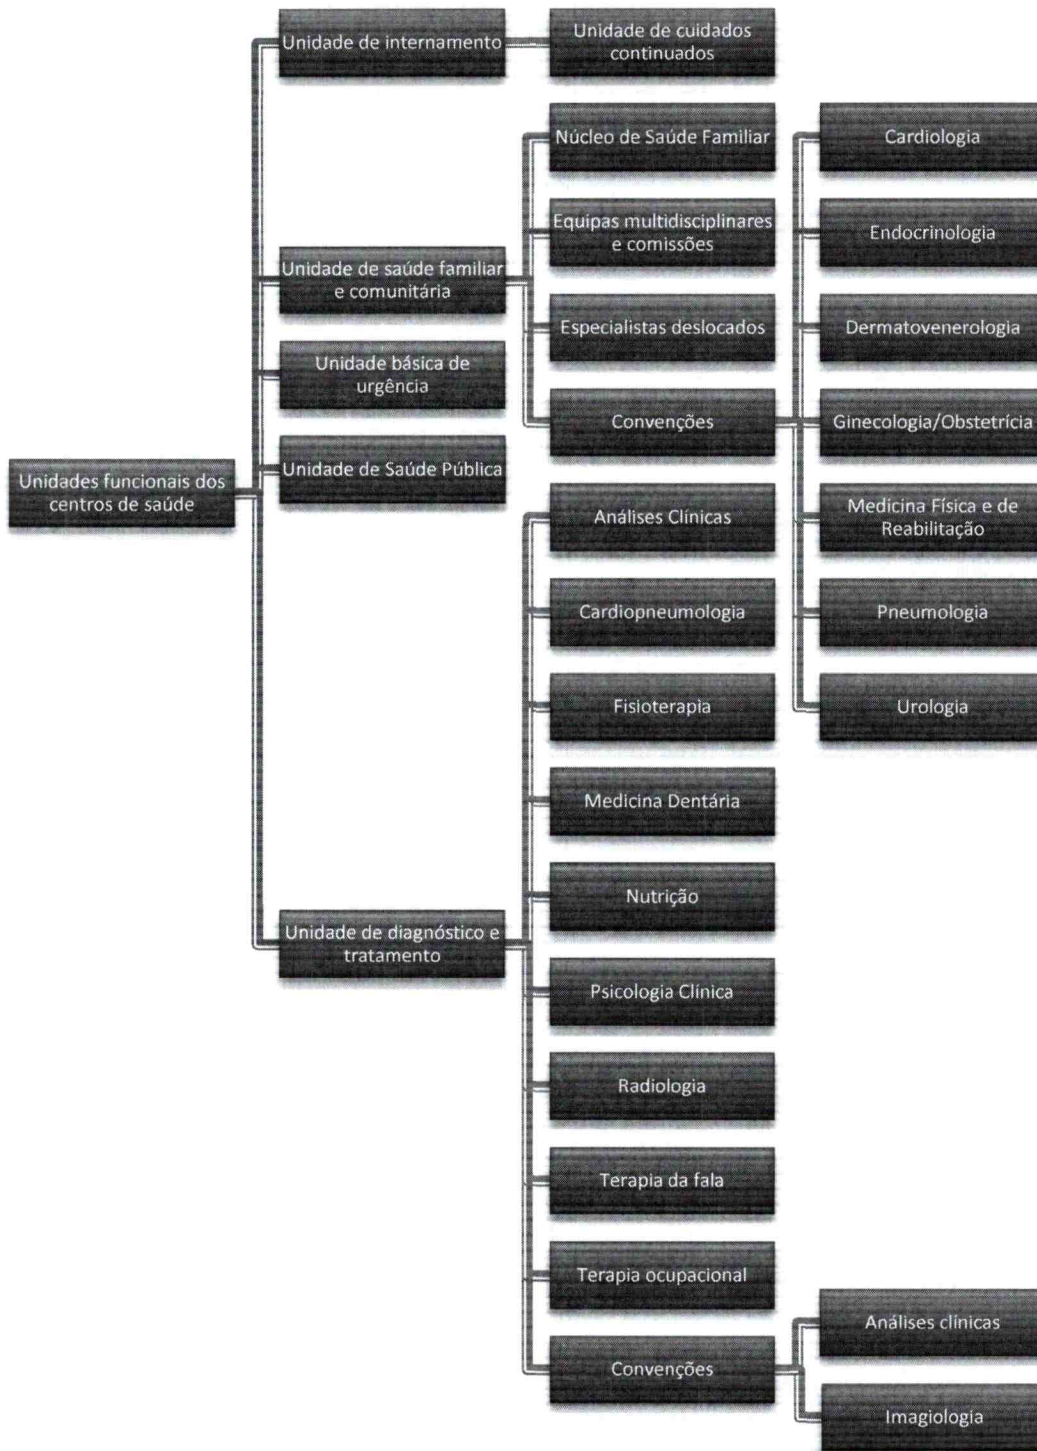 Unidades funcionais dos
centros de saúde
Unidade de internamento
Unidade de cuidados
continuados
Unidade de saúde familiar
e comunitária
Núcleo de Saúde Familiar
Equipas multidisciplinares
e comissões
Especialistas deslocados
Convenções
Cardiologia
Endocrinologia
Dermatovenerologia
Ginecologia/Obstetrícia
Medicina Física e de
Reabilitação
Pneumologia
Urologia
Unidade básica de
urgência
Unidade de Saúde Pública
Unidade de diagnóstico e
tratamento
Análises Clínicas
Cardiopneumologia
Fisioterapia
Medicina Dentária
Nutrição
Psicologia Clínica
Radiologia
Terapia da fala
Terapia ocupacional
Convenções
Análises clínicas
Imagiologia